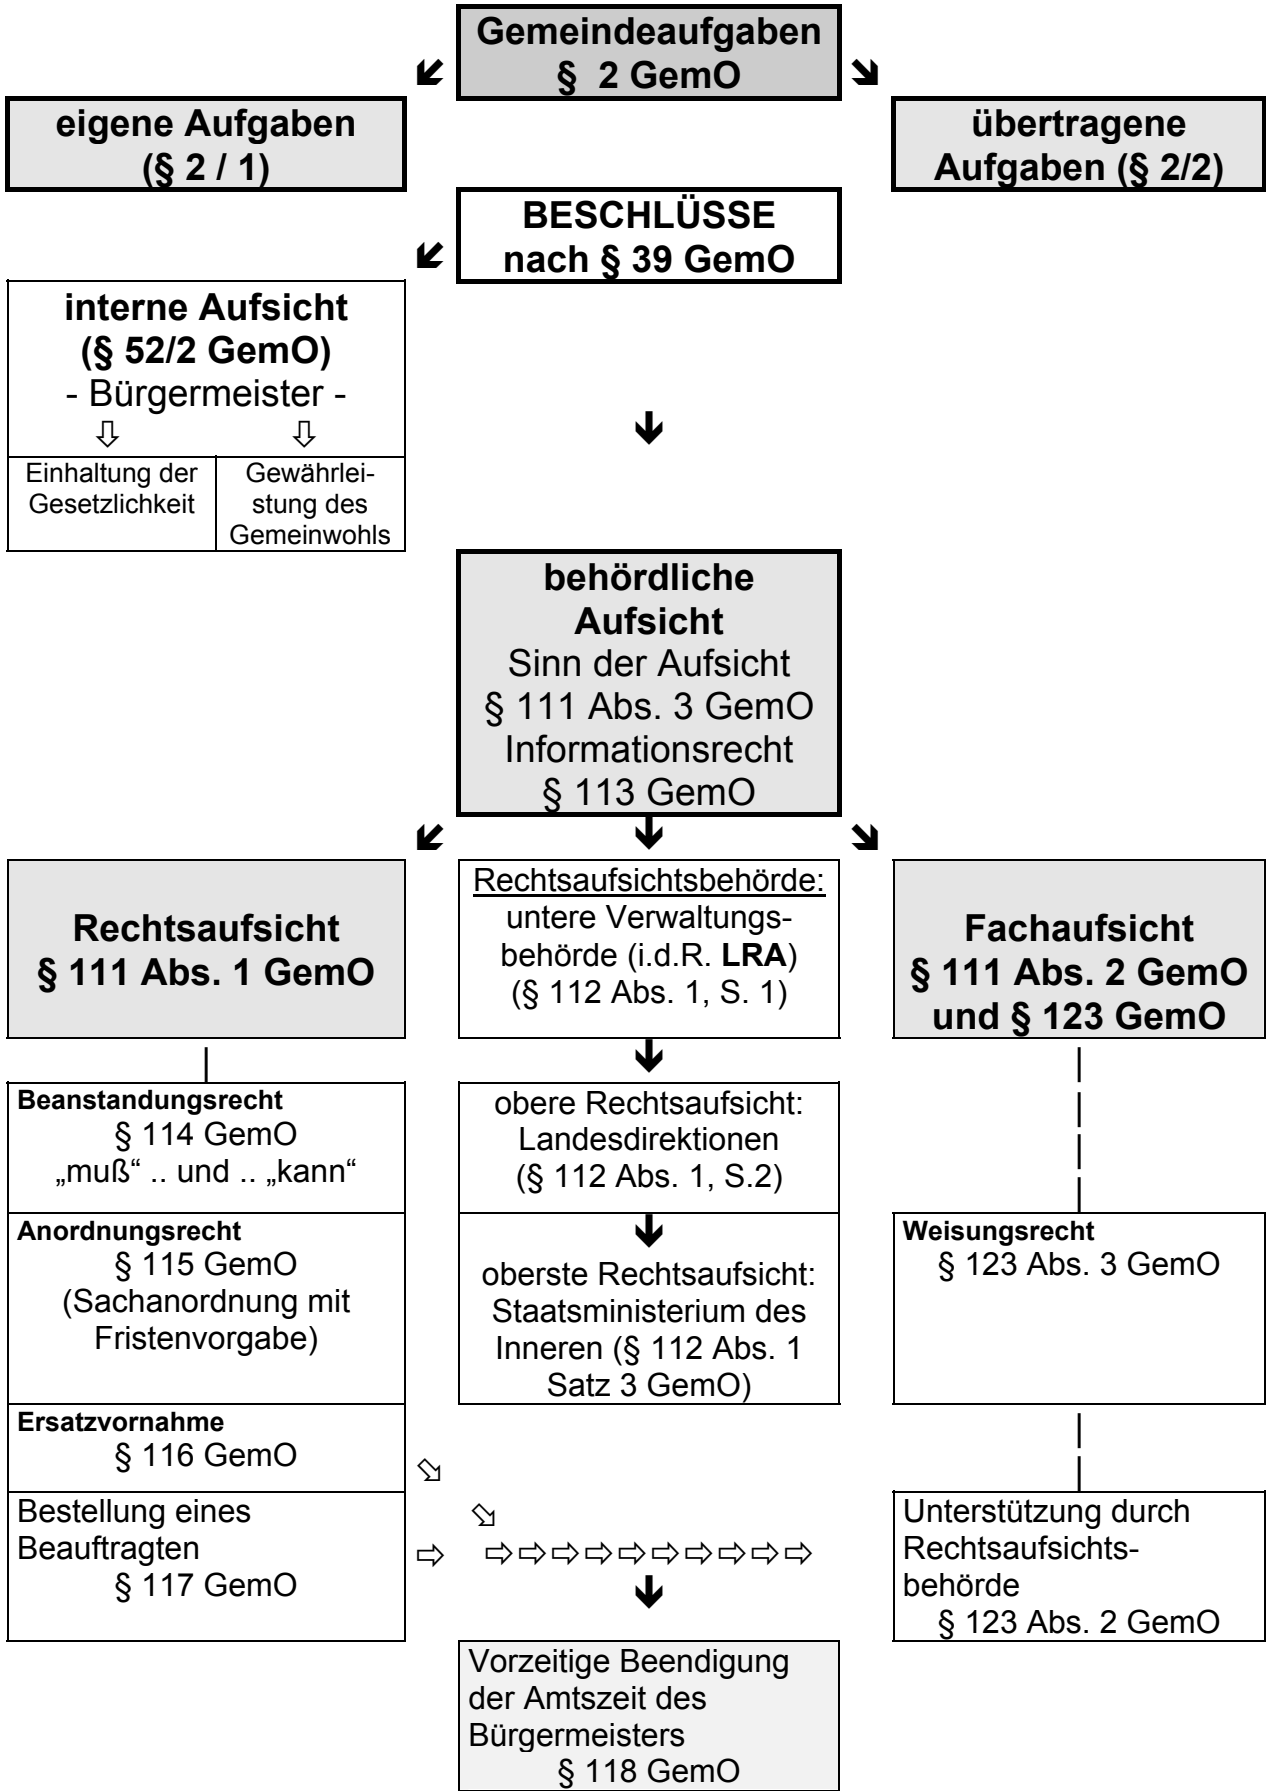 Gemeindeaufgaben
§ 2 GemO
eigene Aufgaben
(§ 2 / 1)
übertragene
Aufgaben (§ 2/2)
BESCHLÜSSE
nach § 39 GemO
interne Aufsicht
(§ 52/2 GemO)
- Bürgermeister -
Einhaltung der
Gesetzlichkeit
Gewährlei-
stung des
Gemeinwohls
behördliche
Aufsicht
Sinn der Aufsicht
§ 111 Abs. 3 GemO
Informationsrecht
§ 113 GemO
Rechtsaufsicht
§ 111 Abs. 1 GemO
Rechtsaufsichtsbehörde:
untere Verwaltungs-
behörde (i.d.R. LRA)
(§ 112 Abs. 1, S. 1)
Fachaufsicht
§ 111 Abs. 2 GemO
und § 123 GemO
Beanstandungsrecht
§ 114 GemO
„muß“ .. und .. „kann“
obere Rechtsaufsicht:
Landesdirektionen
(§ 112 Abs. 1, S.2)
Anordnungsrecht
§ 115 GemO
(Sachanordnung mit
Fristenvorgabe)
oberste Rechtsaufsicht:
Staatsministerium des
Inneren (§ 112 Abs. 1
Satz 3 GemO)
Weisungsrecht
§ 123 Abs. 3 GemO
Ersatzvornahme
§ 116 GemO
Bestellung eines
Beauftragten
§ 117 GemO
Unterstützung durch
Rechtsaufsichts-
behörde
§ 123 Abs. 2 GemO
Vorzeitige Beendigung
der Amtszeit des
Bürgermeisters
§ 118 GemO